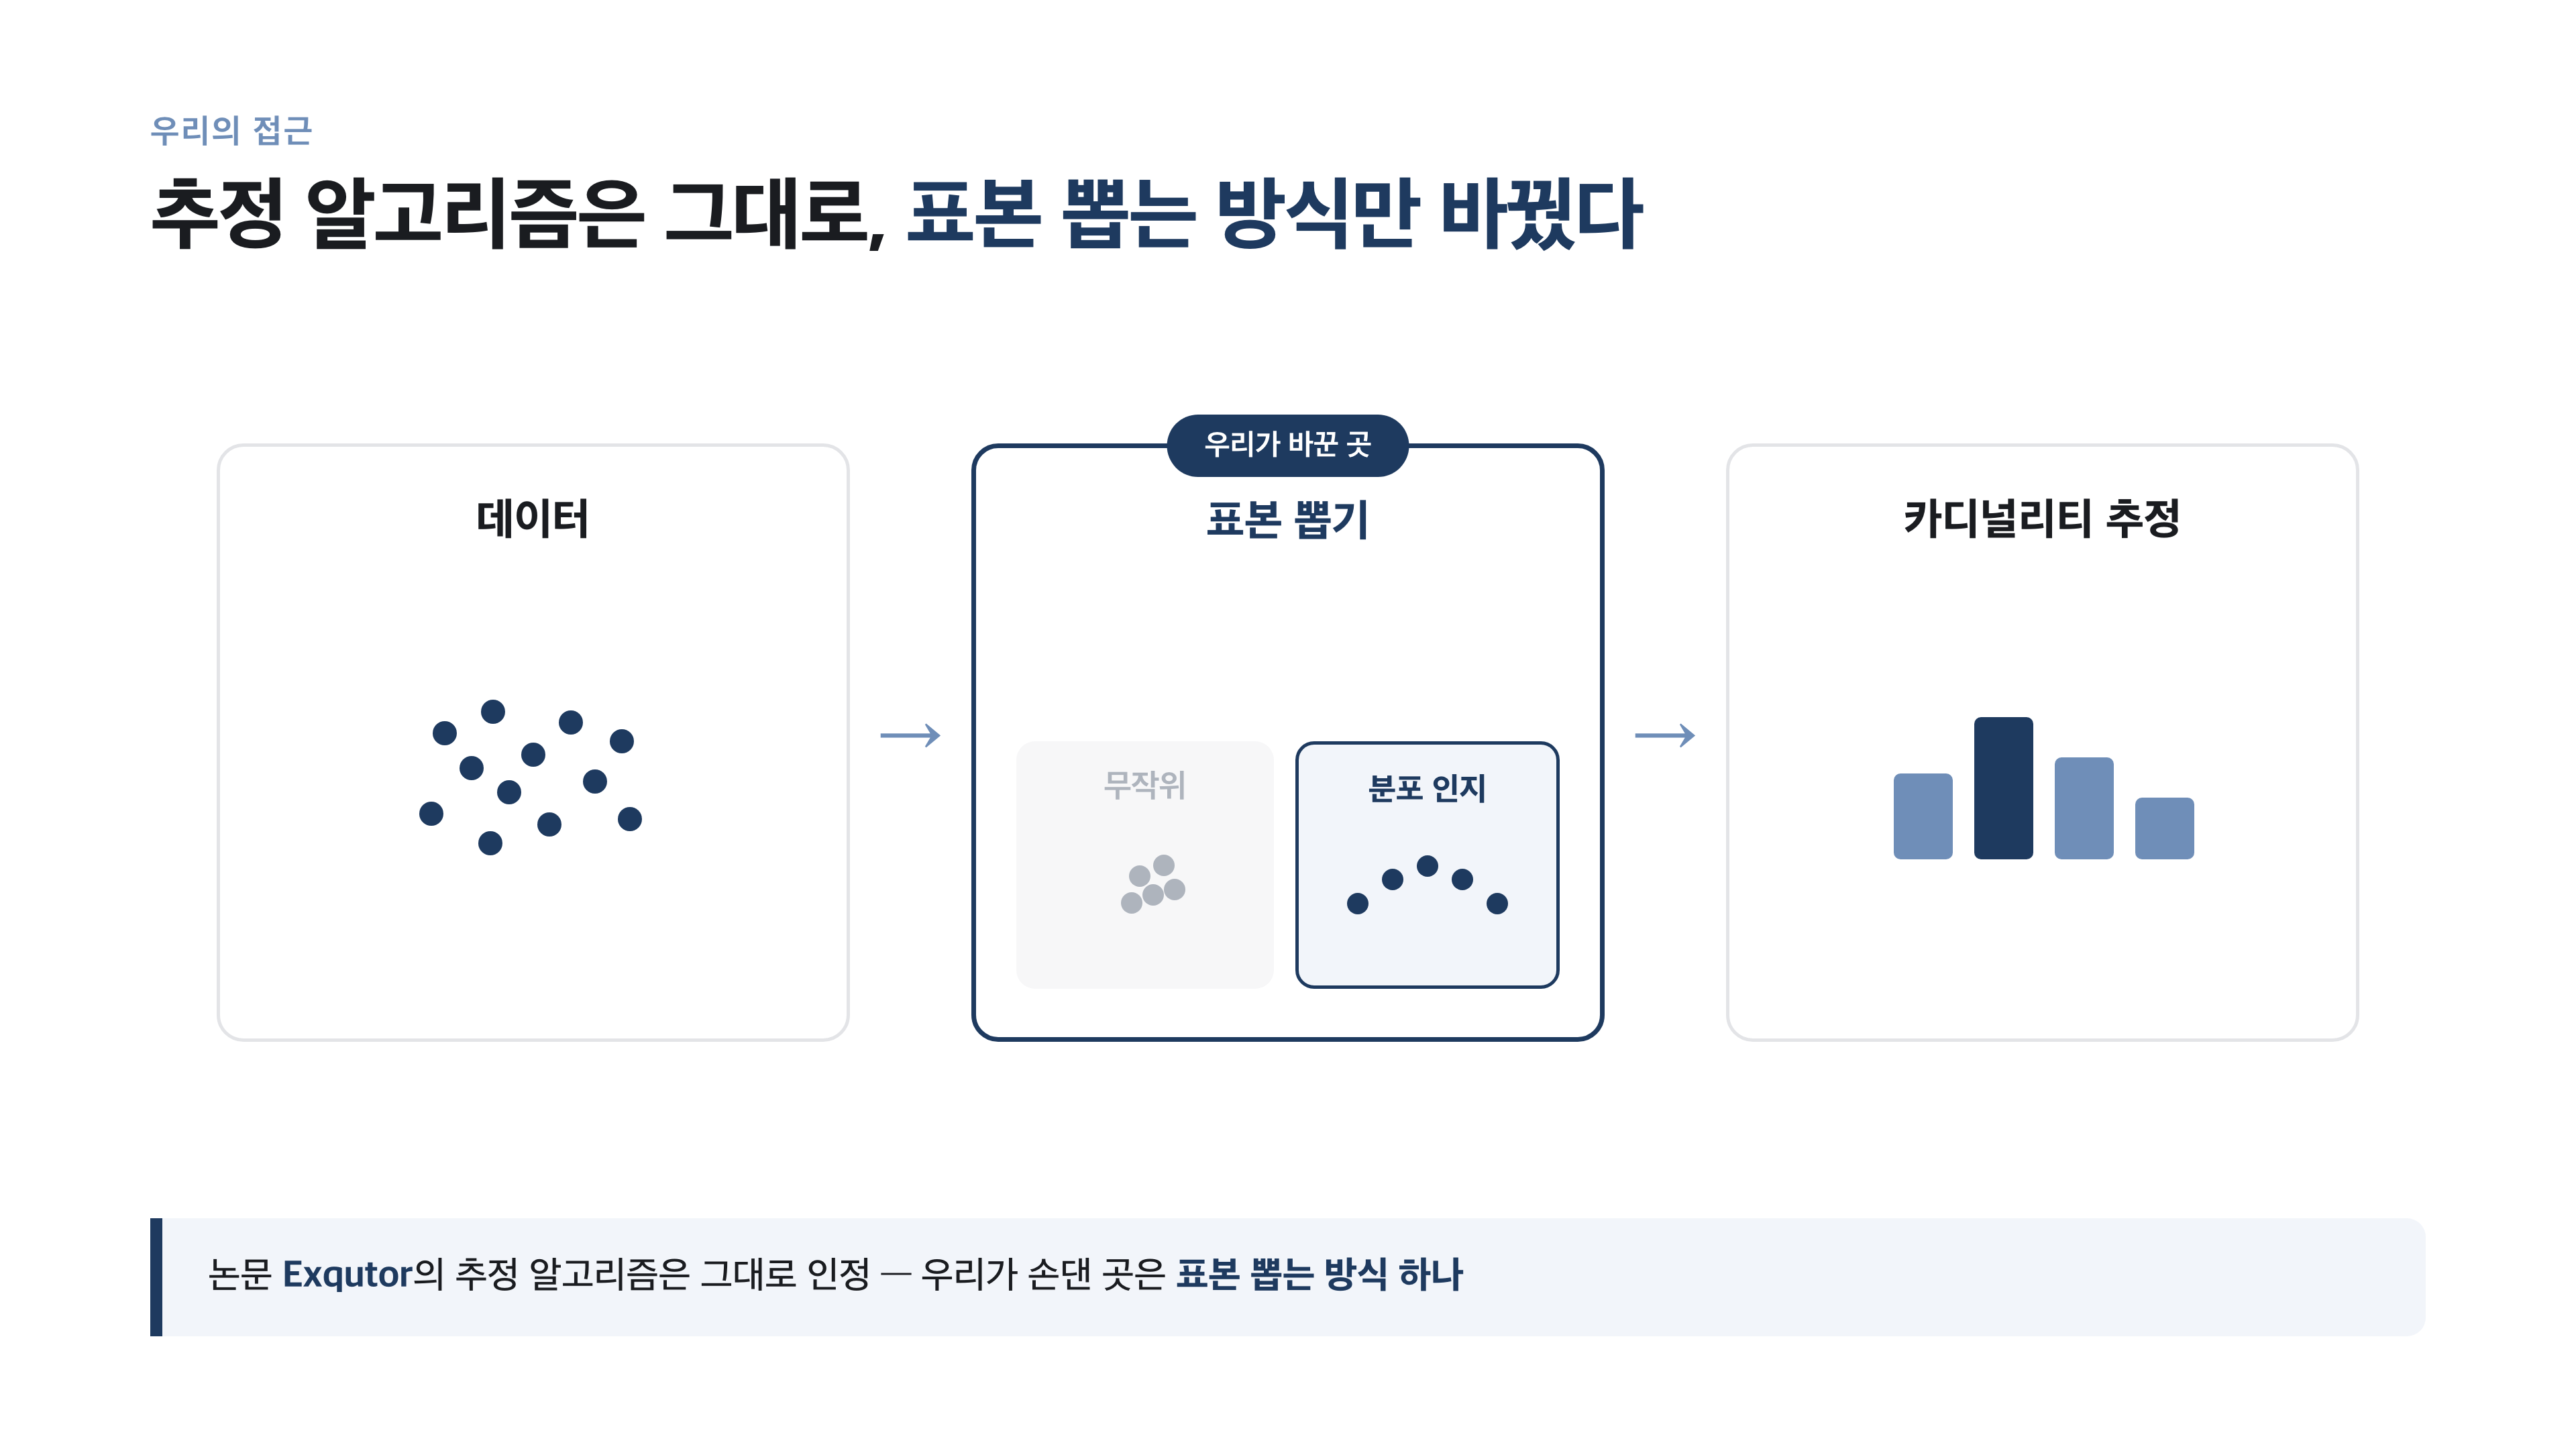 우리의 접근
추정 알고리즘은 그대로, 표본 뽑는 방식만 바꿨다
데이터
우리가 바꾼 곳
표본 뽑기
무작위
분포 인지
카디널리티 추정
논문 Exqutor의 추정 알고리즘은 그대로 인정 — 우리가 손댄 곳은 표본 뽑는 방식 하나